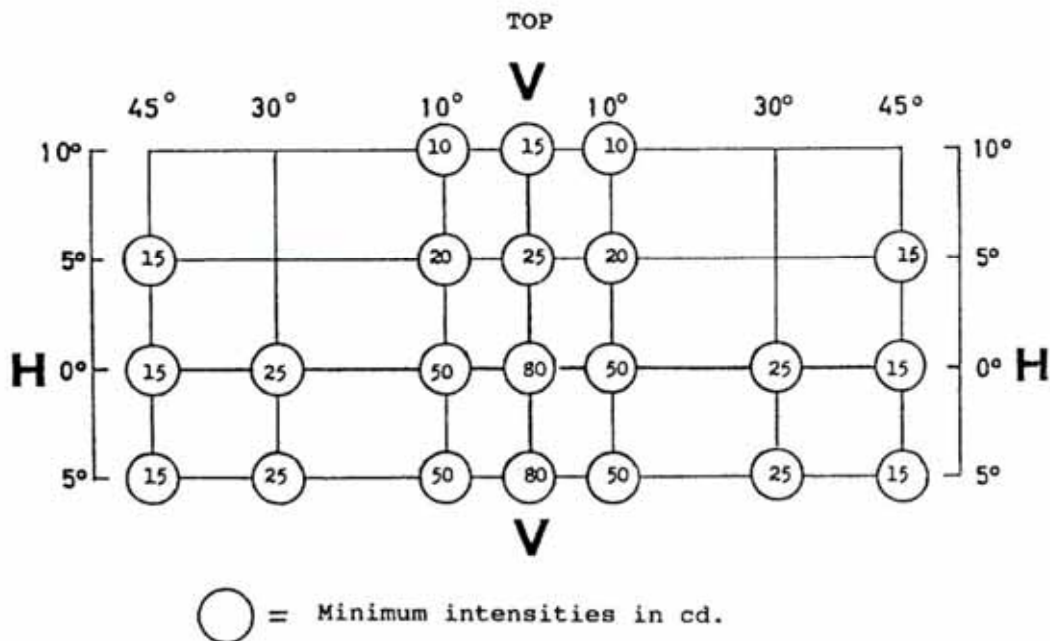 TOP
V
45° 30° 10° 10° 30° 45°
10° 10 15 10 10°
5° 15 20 25 20 15 5°
H 0° 15 25 50 80 50 25 15 0° H
5° 15 25 50 80 50 25 15 5°
V
= Minimum intensities in cd.